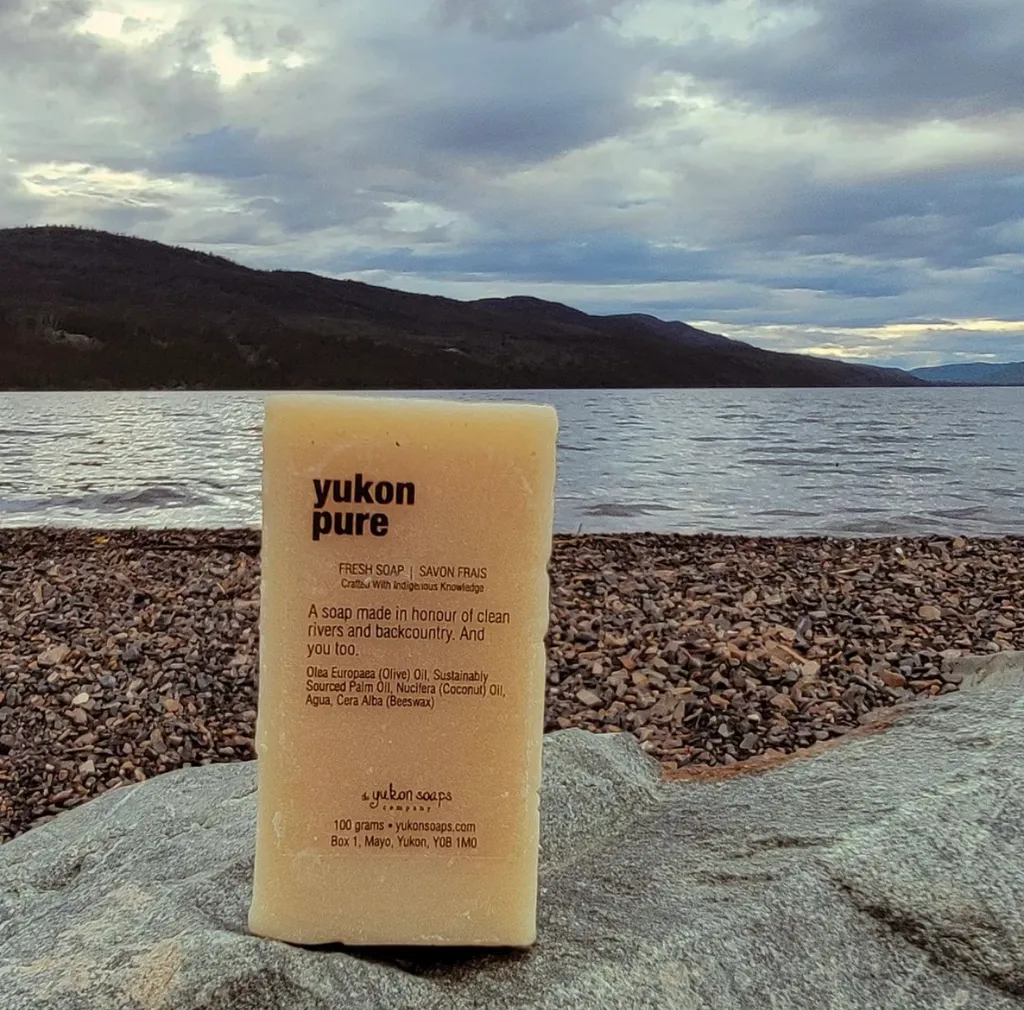 yukon
pure
FRESH SOAP | SAVON FRAIS
Crafted With Indigenous Knowledge
A soap made in honour of clean
rivers and backcountry. And
you too.
Olea Europaea (Olive) Oil, Sustainably
Sourced Palm Oil, Nucifera (Coconut) Oil,
Agua, Cera Alba (Beeswax)
the yukon soaps
company
100 grams • yukonsoaps.com
Box 1, Mayo, Yukon, Y0B 1M0